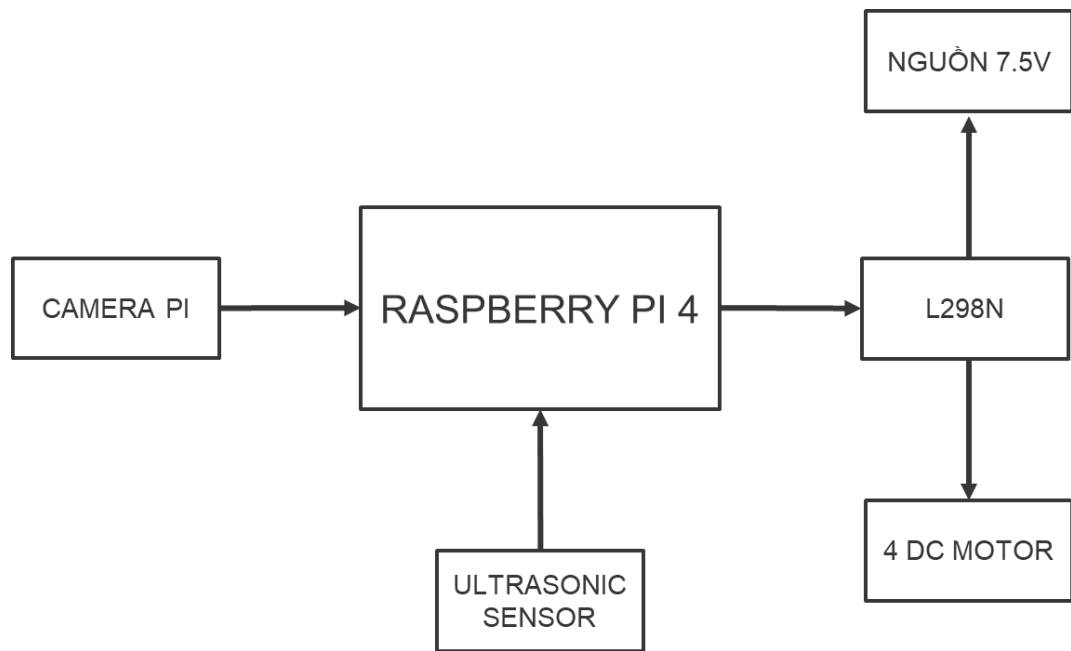 NGUỒN 7.5V
CAMERA PI
RASPBERRY PI 4
L298N
4 DC MOTOR
ULTRASONIC
SENSOR